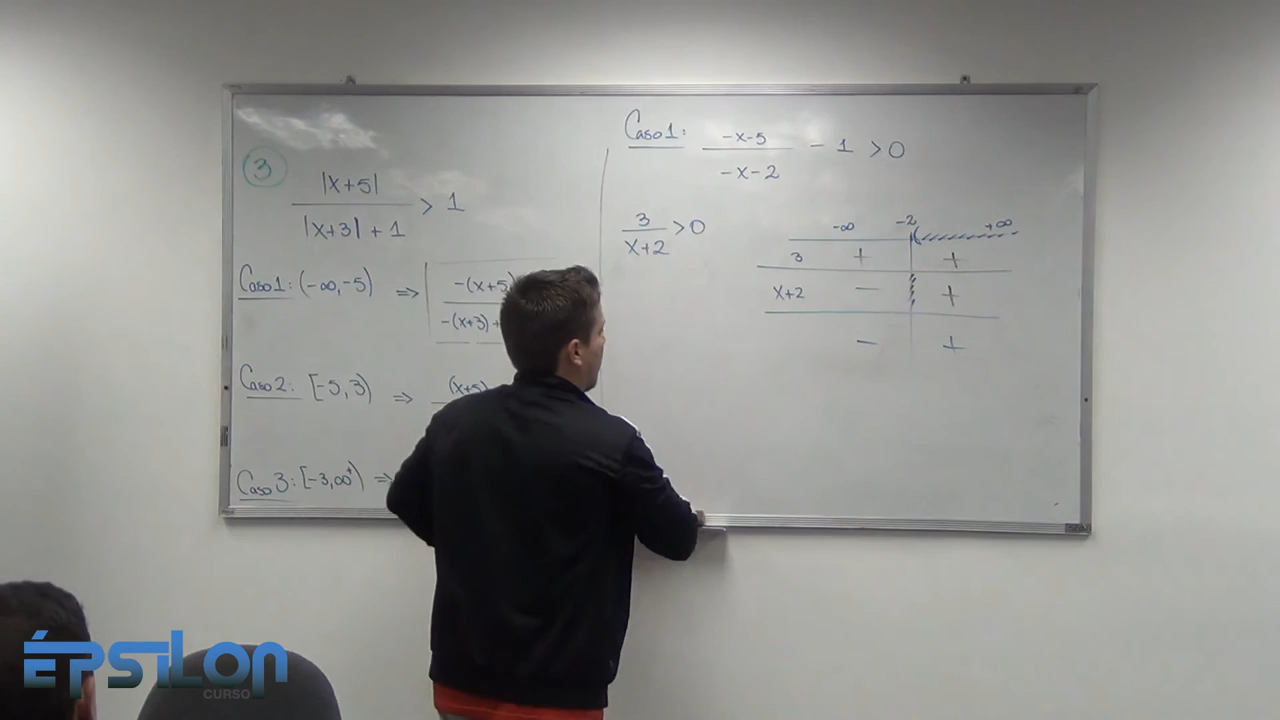 3
|x+5|
|x+3| + 1
> 1
Caso 1: (-∞, -5) ⇒
-(x+5)
-(x+3) +
Caso 2: [-5, 3) ⇒
(x+5)
Caso 3: [-3, ∞⁺) ⇒
Caso 1:
-x-5
-x-2
- 1 > 0
3
x+2
> 0
-∞ -2 +∞
3 + +
x+2 - +
- +
ÉPSILON
CURSO